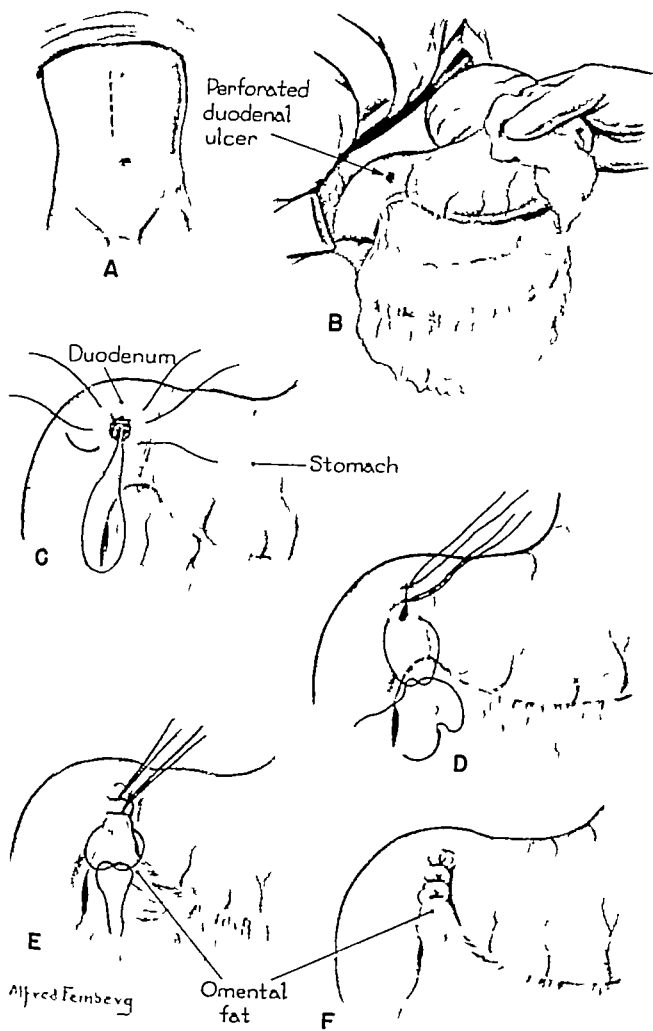 A
Perforated
duodenal
ulcer
B
Duodenum
Stomach
C
D
E
Omental
fat
F
Alfred Feinberg